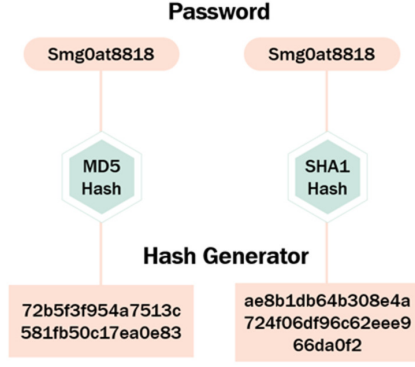 Password
Smg0at8818
Smg0at8818
MD5
Hash
SHA1
Hash
Hash Generator
72b5f3f954a7513c
581fb50c17ea0e83
ae8b1db64b308e4a
724f06df96c62eee9
66da0f2